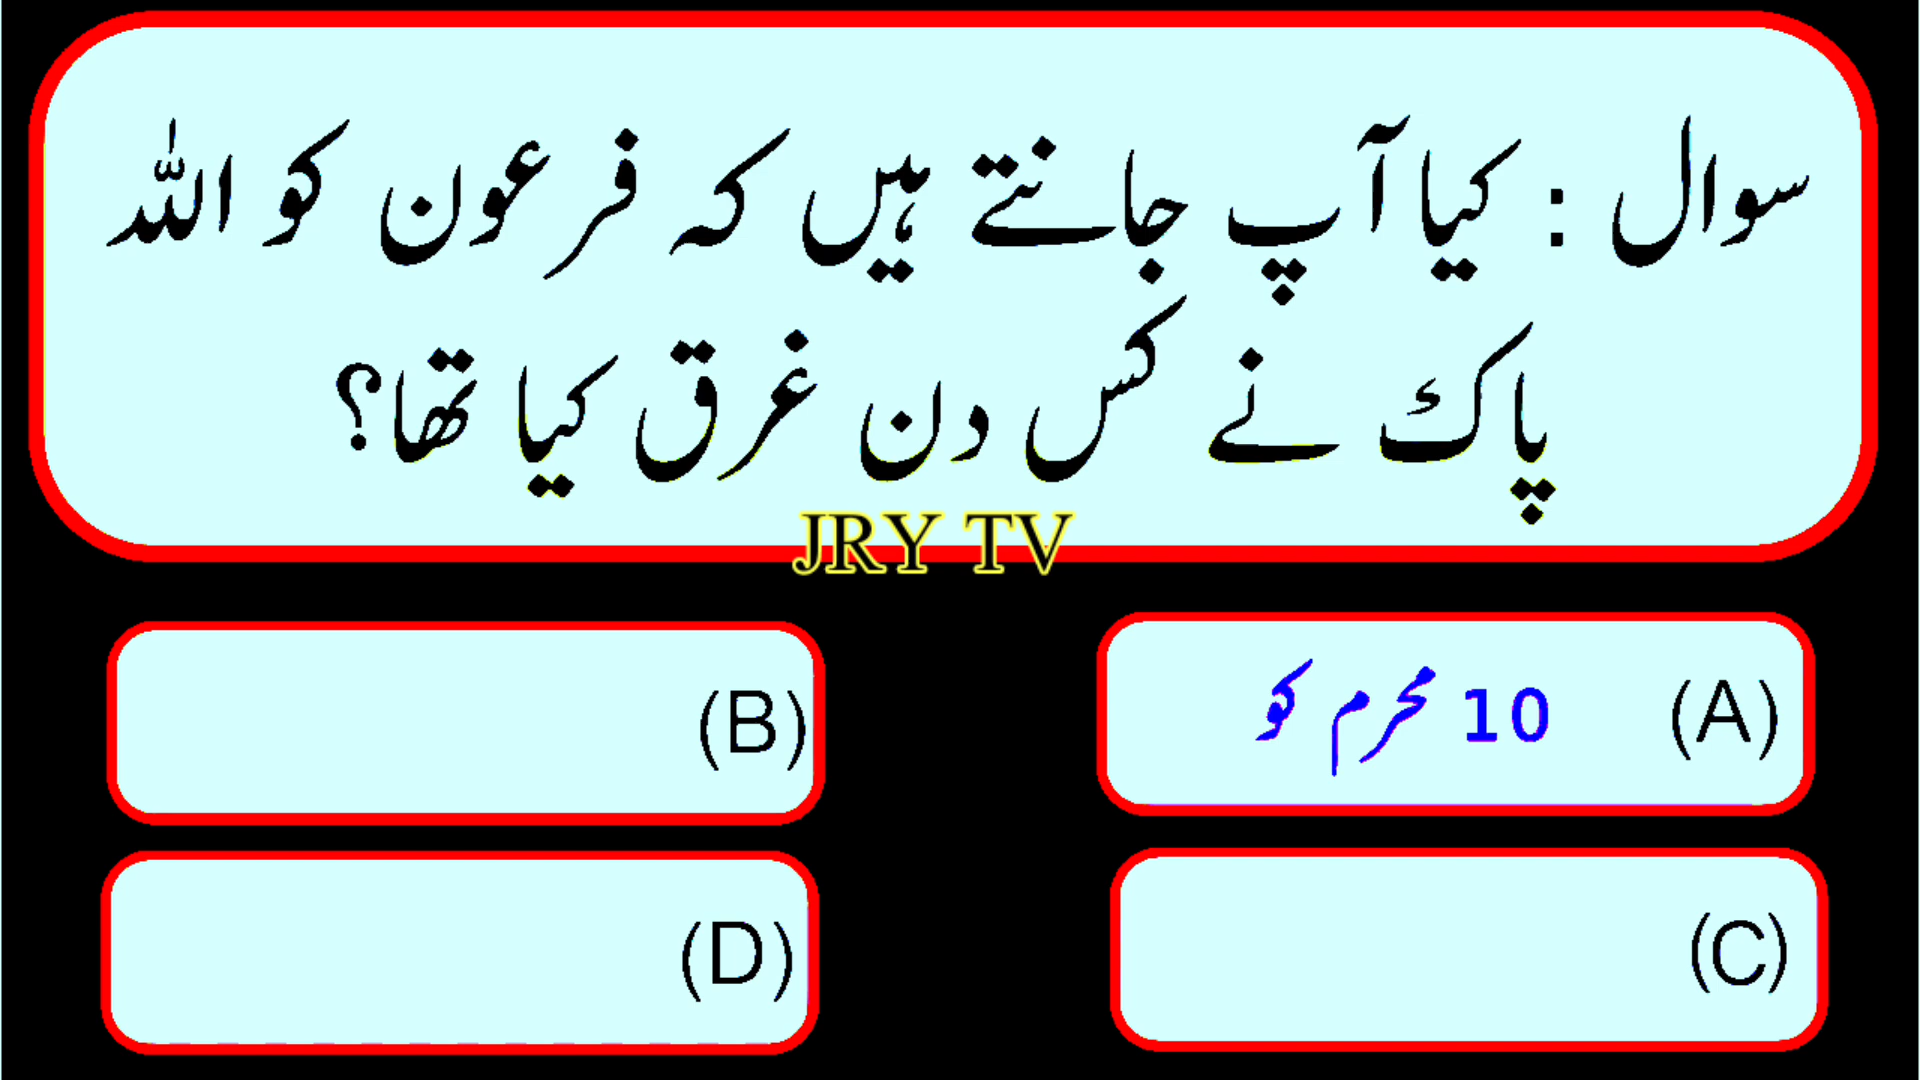 سوال : کیا آپ جانتے ہیں کہ فرعون کو اللہ
پاک نے کس دن غرق کیا تھا؟
JRY TV
(A) 10 محرم کو
(B)
(C)
(D)